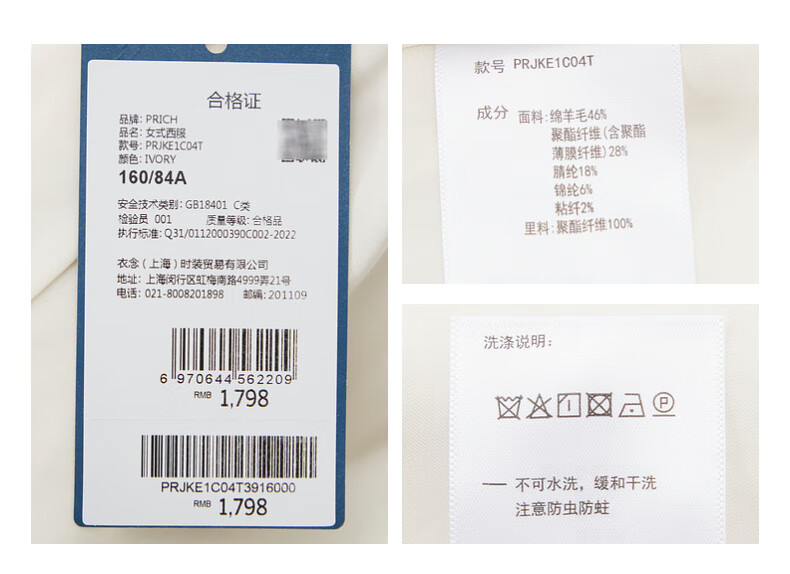 合格证
品牌: PRICH
品名: 女式西服
款号: PRJKE1C04T
颜色: IVORY
160/84A
安全技术类别: GB18401 C类
检验员 001 质量等级: 合格品
执行标准: Q31/0112000390C002-2022
衣念（上海）时装贸易有限公司
地址: 上海闵行区虹梅南路4999弄21号
电话: 021-8008201898 邮编: 201109
6 970644 562209
RMB 1,798
PRJKE1C04T3916000
RMB 1,798
款号 PRJKE1C04T
成分 面料:绵羊毛46%
聚酯纤维(含聚酯
薄膜纤维)28%
腈纶18%
锦纶6%
粘纤2%
里料:聚酯纤维100%
洗涤说明:
P
— 不可水洗，缓和干洗
注意防虫防蛀